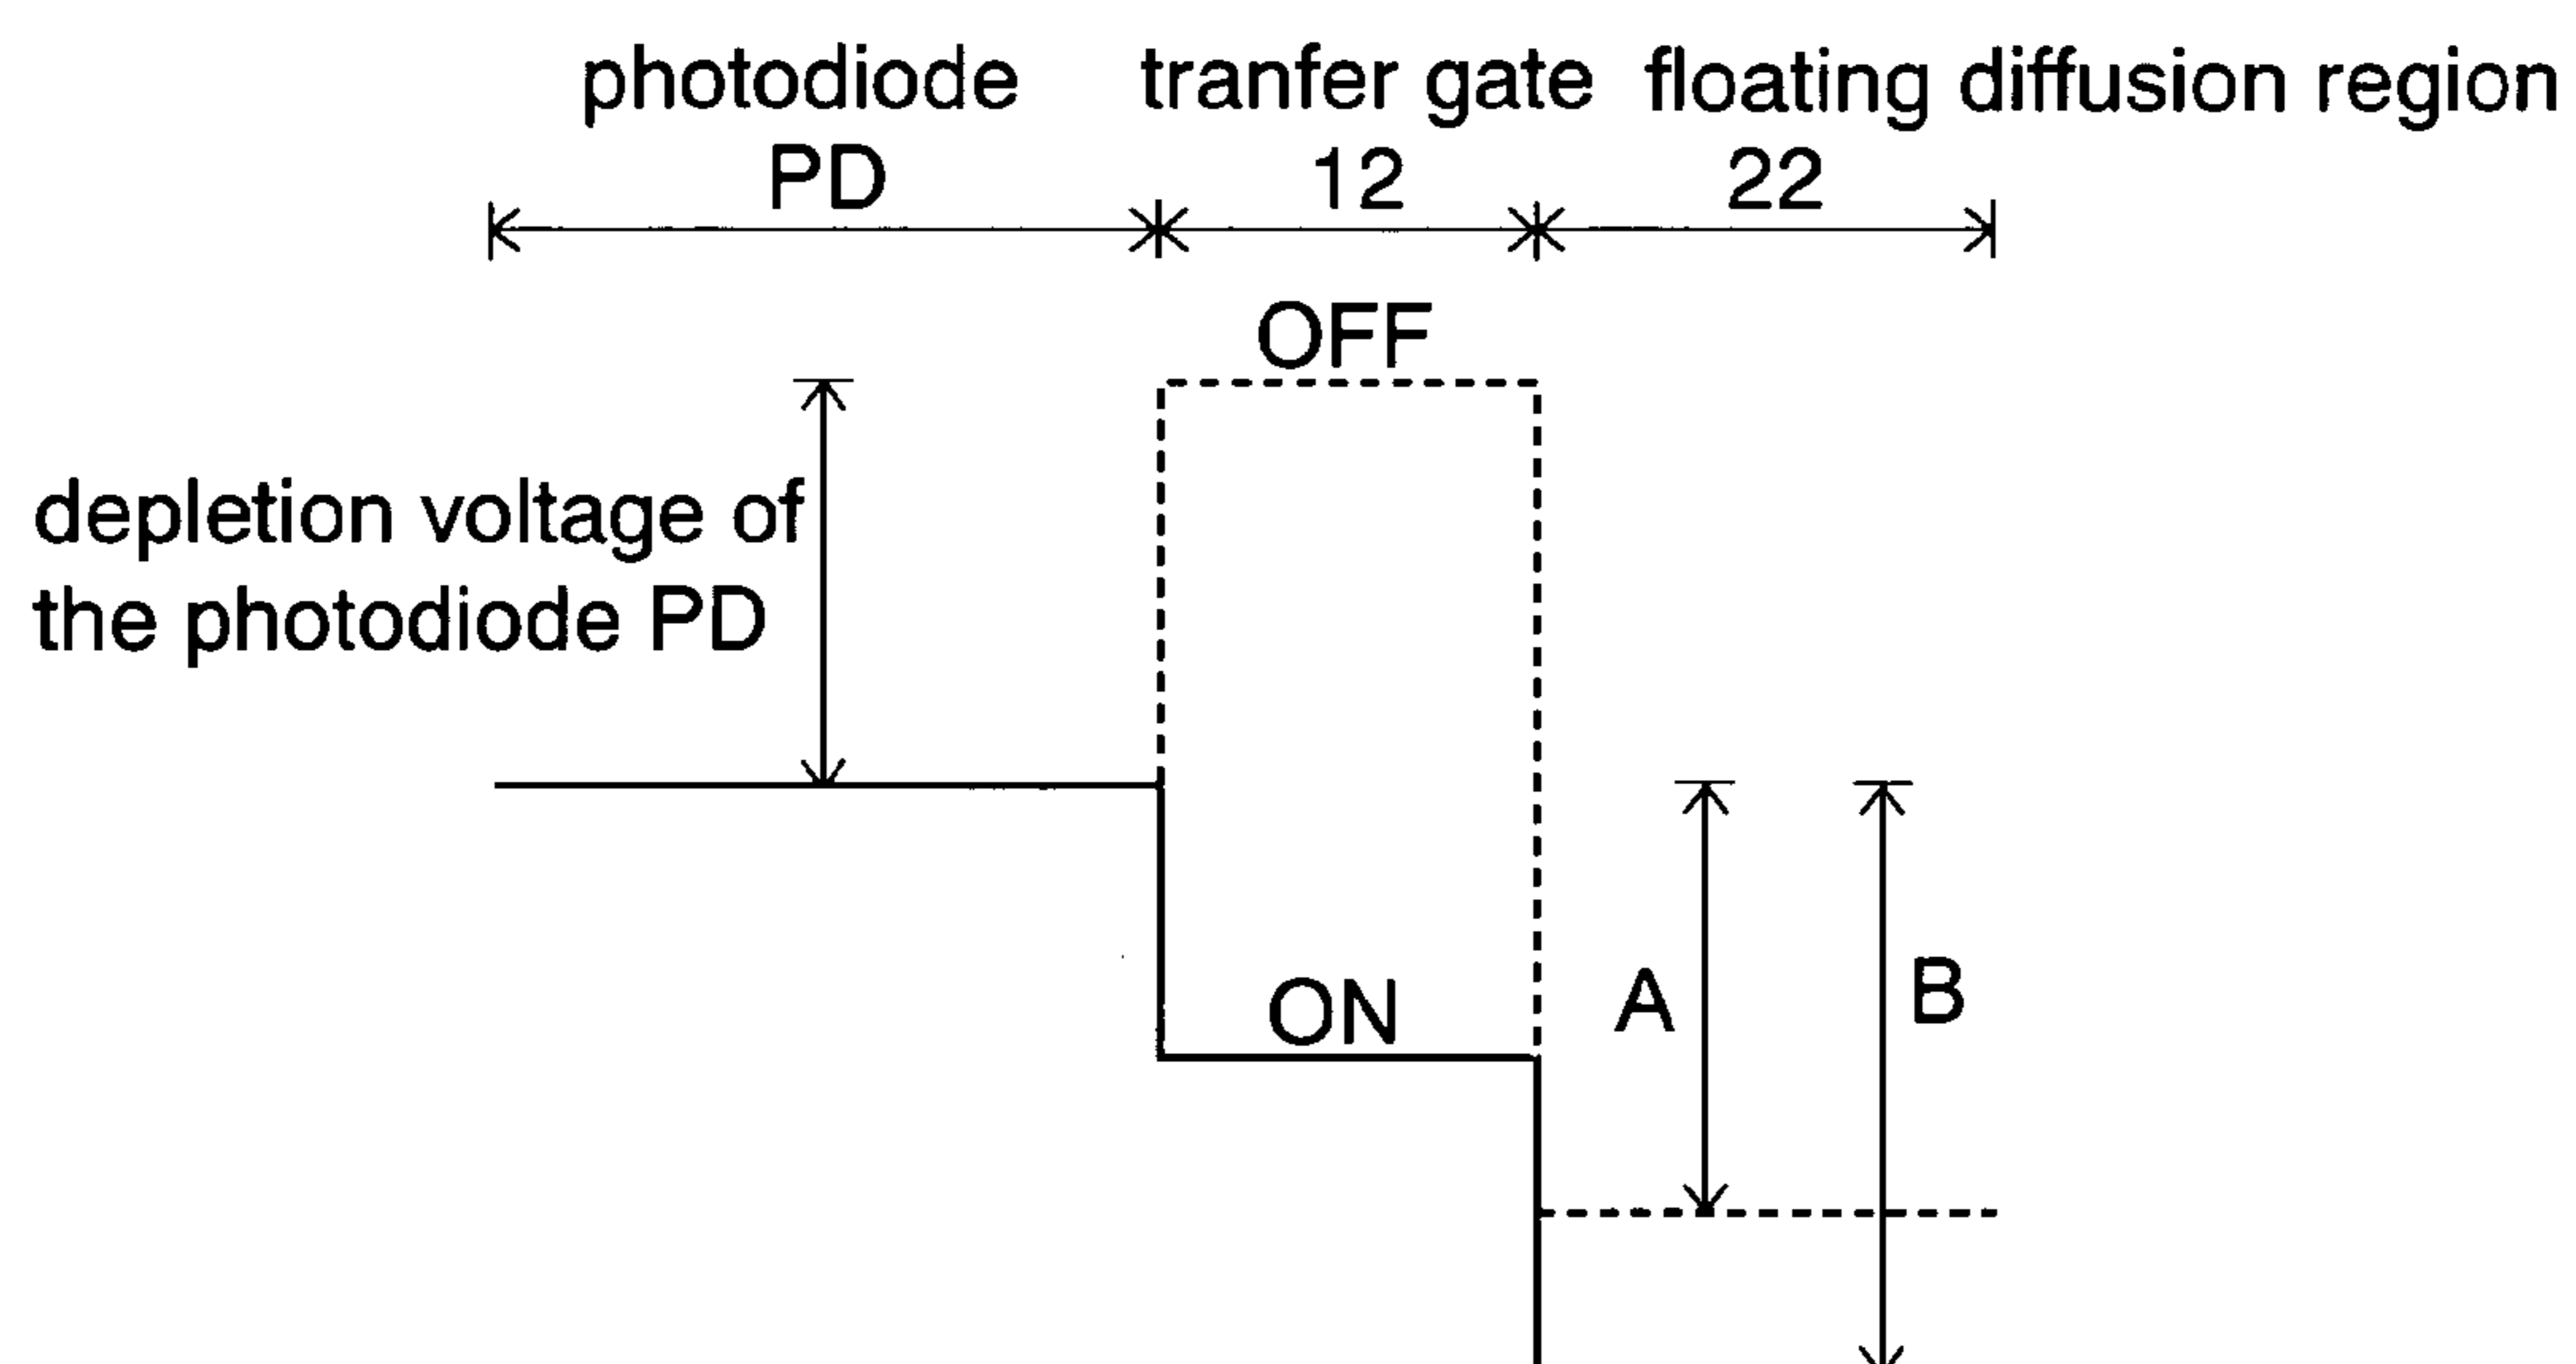 photodiode tranfer gate floating diffusion region
PD 12 22
OFF
depletion voltage of
the photodiode PD
ON
A
B